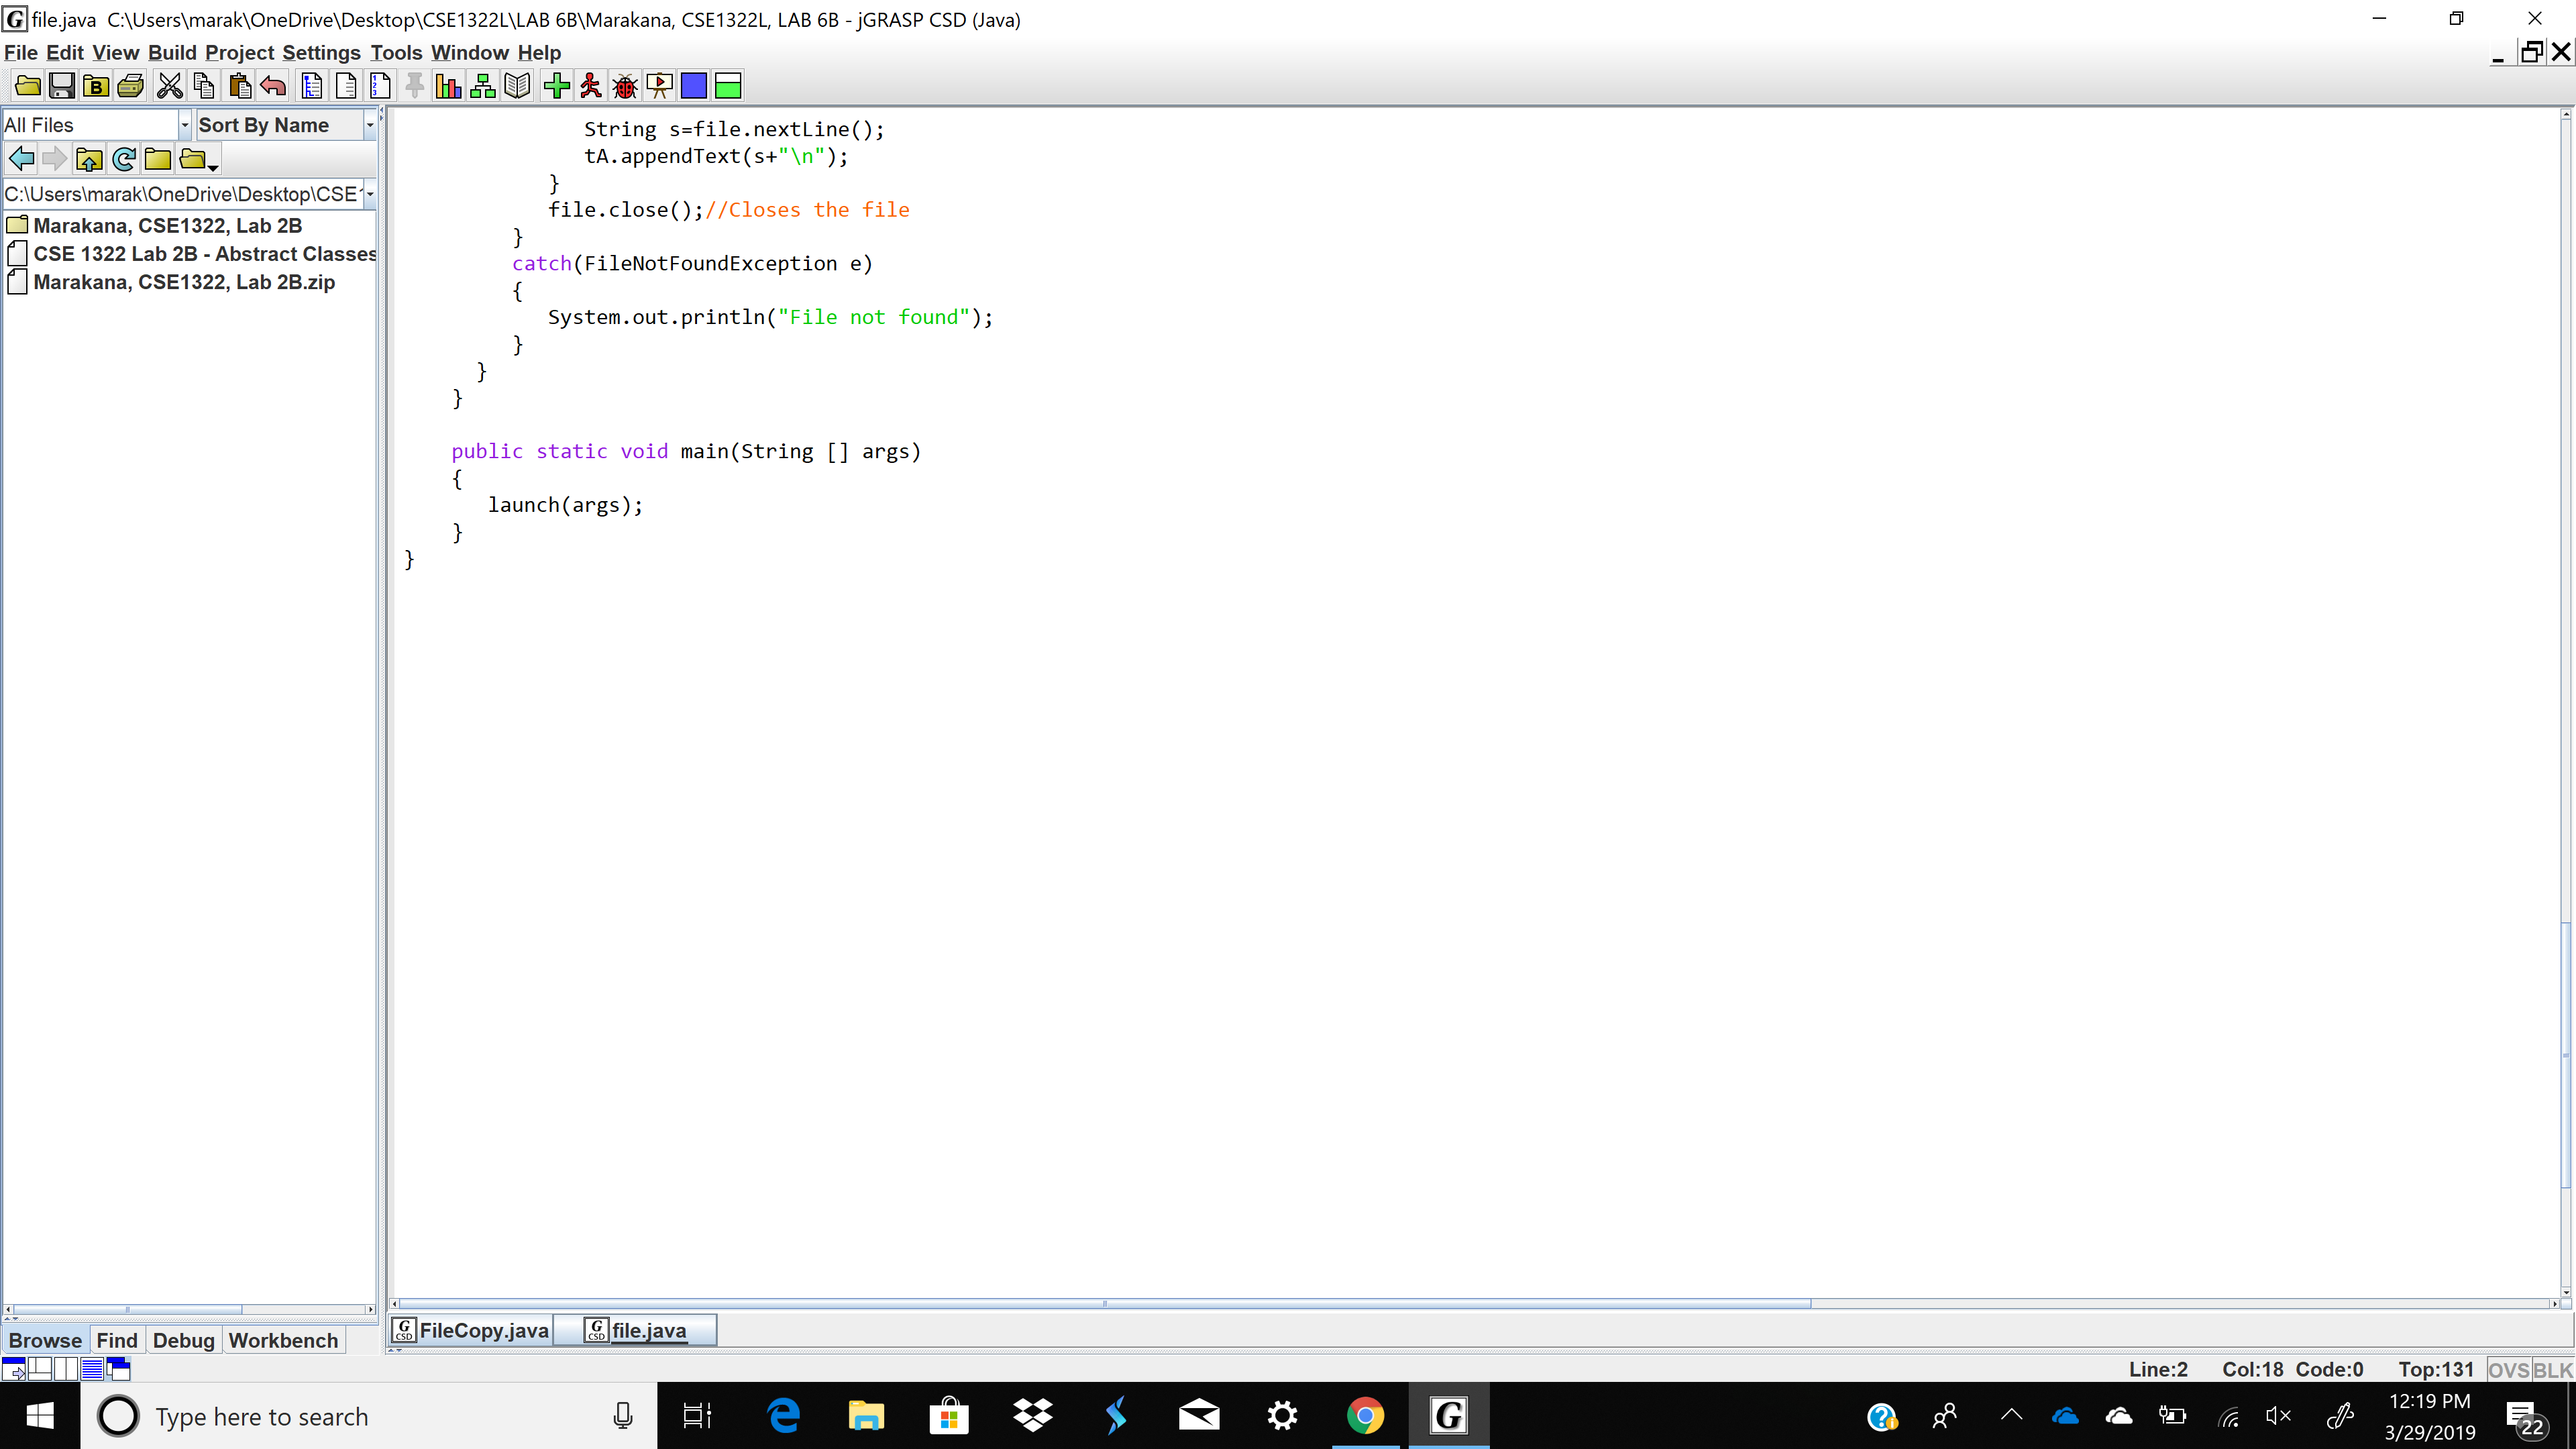 file.java  C:\Users\marak\OneDrive\Desktop\CSE1322L\LAB 6B\Marakana, CSE1322L, LAB 6B - jGRASP CSD (Java)
File Edit View Build Project Settings Tools Window Help
All Files
Sort By Name
C:\Users\marak\OneDrive\Desktop\CSE
Marakana, CSE1322, Lab 2B
CSE 1322 Lab 2B - Abstract Classes
Marakana, CSE1322, Lab 2B.zip
String s=file.nextLine();
tA.appendText(s+"\n");
}
file.close();//Closes the file
}
catch(FileNotFoundException e)
{
System.out.println("File not found");
}
}
}
public static void main(String [] args)
{
launch(args);
}
}
FileCopy.java
file.java
Browse Find Debug Workbench
Line:2 Col:18 Code:0 Top:131 OVS BLK
Type here to search
12:19 PM
3/29/2019
22